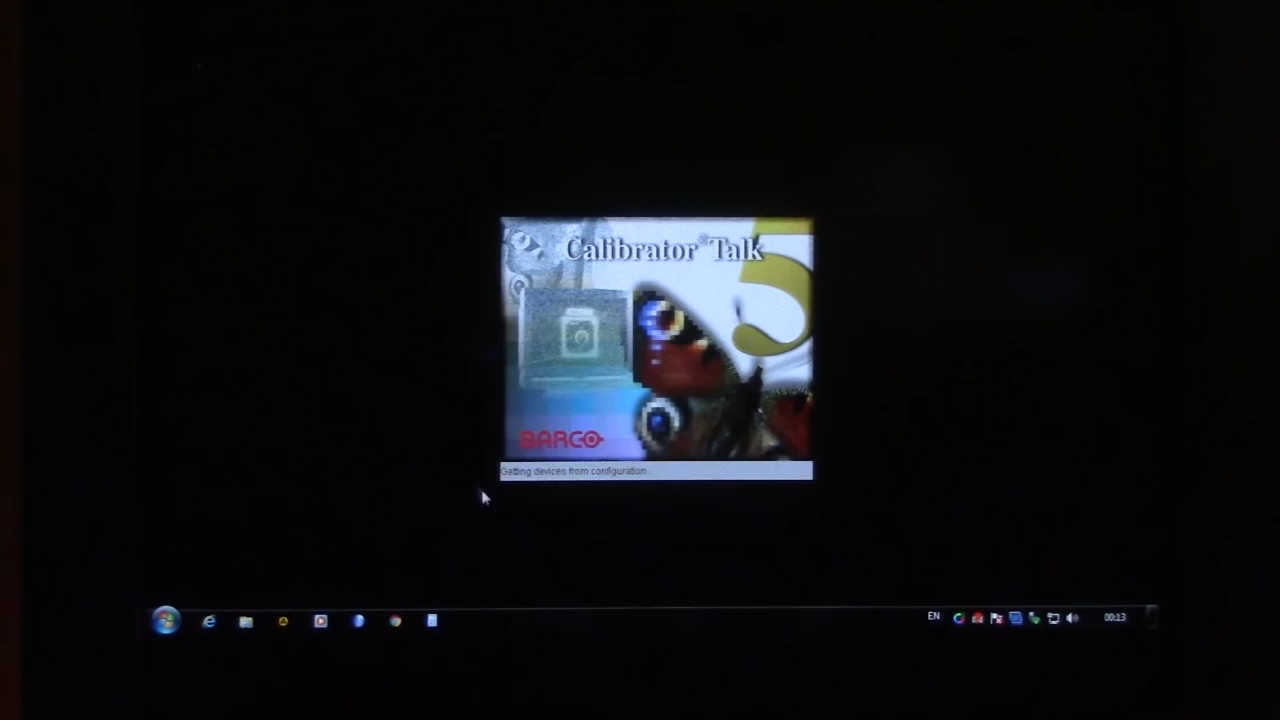 Calibrator® Talk
5
BARCO
Getting devices from configuration...
EN
00:13